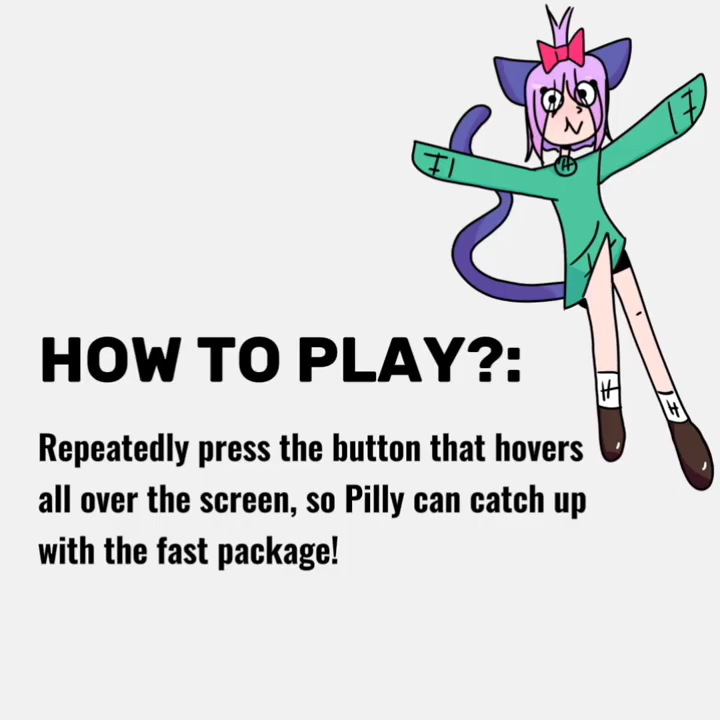 HOW TO PLAY?:
Repeatedly press the button that hovers
all over the screen, so Pilly can catch up
with the fast package!